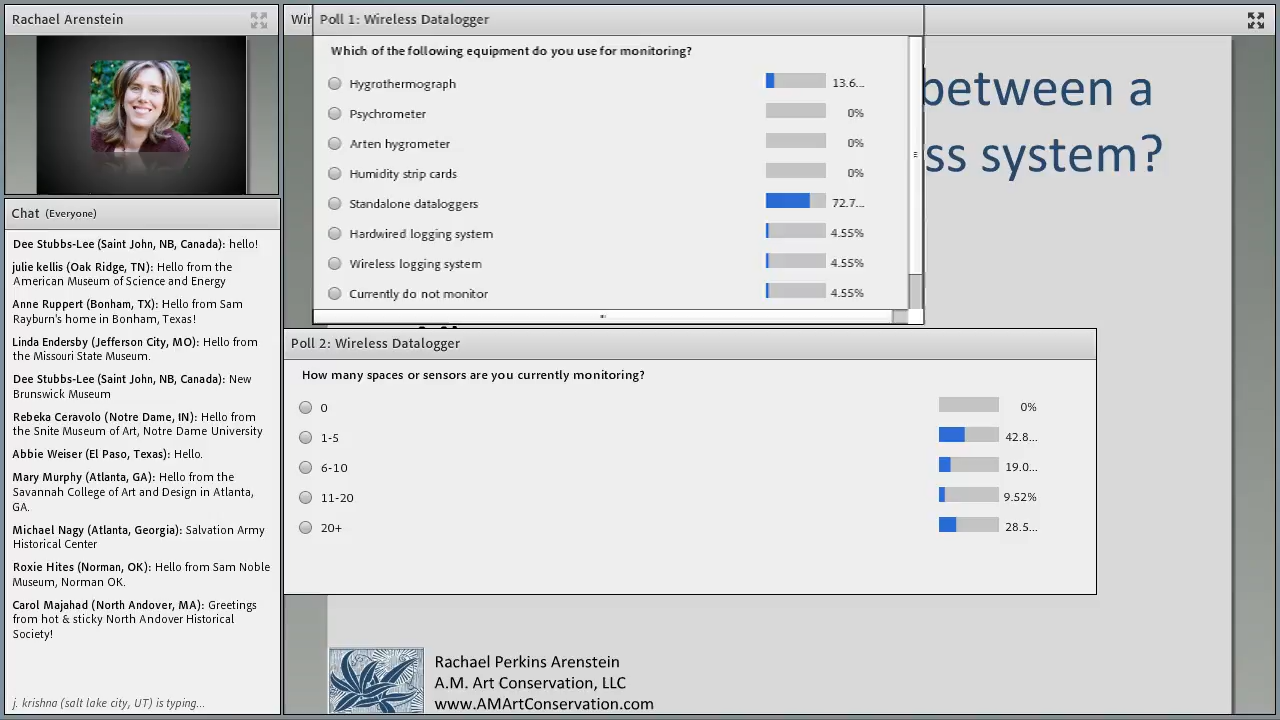 Rachael Arenstein
Chat (Everyone)
Dee Stubbs-Lee (Saint John, NB, Canada): hello!
julie kellis (Oak Ridge, TN): Hello from the
American Museum of Science and Energy
Anne Ruppert (Bonham, TX): Hello from Sam
Rayburn's home in Bonham, Texas!
Linda Endersby (Jefferson City, MO): Hello from
the Missouri State Museum.
Dee Stubbs-Lee (Saint John, NB, Canada): New
Brunswick Museum
Rebeka Ceravolo (Notre Dame, IN): Hello from
the Snite Museum of Art, Notre Dame University
Abbie Weiser (El Paso, Texas): Hello.
Mary Murphy (Atlanta, GA): Hello from the
Savannah College of Art and Design in Atlanta,
GA.
Michael Nagy (Atlanta, Georgia): Salvation Army
Historical Center
Roxie Hites (Norman, OK): Hello from Sam Noble
Museum, Norman OK.
Carol Majahad (North Andover, MA): Greetings
from hot & sticky North Andover Historical
Society!
j. krishna (salt lake city, UT) is typing...
Wir
Poll 1: Wireless Datalogger
Which of the following equipment do you use for monitoring?
Hygrothermograph 13.6...
Psychrometer 0%
Arten hygrometer 0%
Humidity strip cards 0%
Standalone dataloggers 72.7...
Hardwired logging system 4.55%
Wireless logging system 4.55%
Currently do not monitor 4.55%
between a
ss system?
Poll 2: Wireless Datalogger
How many spaces or sensors are you currently monitoring?
0 0%
1-5 42.8...
6-10 19.0...
11-20 9.52%
20+ 28.5...
Rachael Perkins Arenstein
A.M. Art Conservation, LLC
www.AMArtConservation.com